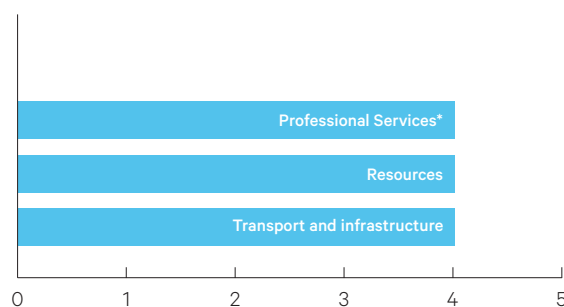 Professional Services*
Resources
Transport and infrastructure
0 1 2 3 4 5